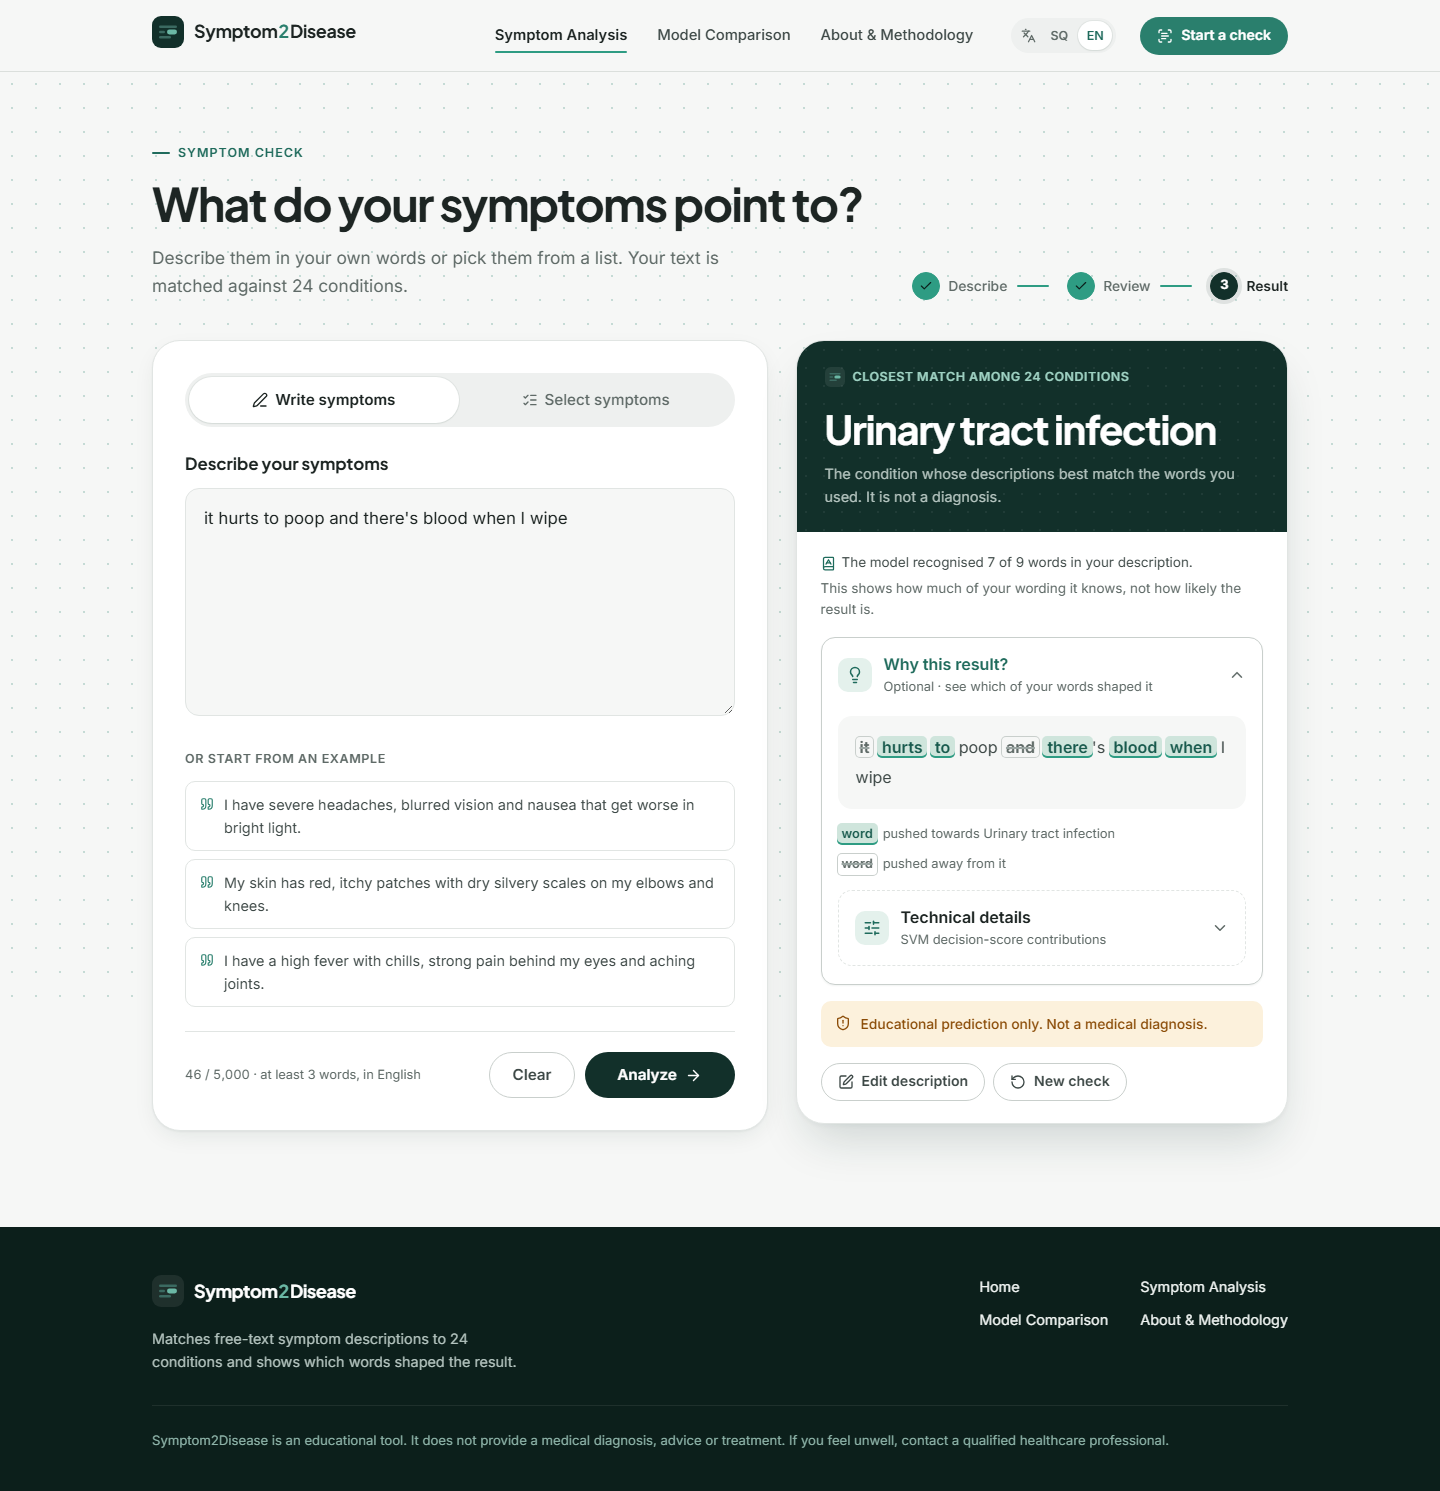 Symptom2Disease
Symptom Analysis
Model Comparison
About & Methodology
SQ
EN
Start a check
SYMPTOM CHECK
What do your symptoms point to?
Describe them in your own words or pick them from a list. Your text is
matched against 24 conditions.
Describe
Review
3
Result
Write symptoms
Select symptoms
Describe your symptoms
it hurts to poop and there's blood when I wipe
OR START FROM AN EXAMPLE
I have severe headaches, blurred vision and nausea that get worse in
bright light.
My skin has red, itchy patches with dry silvery scales on my elbows and
knees.
I have a high fever with chills, strong pain behind my eyes and aching
joints.
46 / 5,000 · at least 3 words, in English
Clear
Analyze
CLOSEST MATCH AMONG 24 CONDITIONS
Urinary tract infection
The condition whose descriptions best match the words you
used. It is not a diagnosis.
The model recognised 7 of 9 words in your description.
This shows how much of your wording it knows, not how likely the
result is.
Why this result?
Optional · see which of your words shaped it
it hurts to poop and there's blood when I
wipe
word pushed towards Urinary tract infection
word pushed away from it
Technical details
SVM decision-score contributions
Educational prediction only. Not a medical diagnosis.
Edit description
New check
Symptom2Disease
Matches free-text symptom descriptions to 24
conditions and shows which words shaped the result.
Home
Symptom Analysis
Model Comparison
About & Methodology
Symptom2Disease is an educational tool. It does not provide a medical diagnosis, advice or treatment. If you feel unwell, contact a qualified healthcare professional.